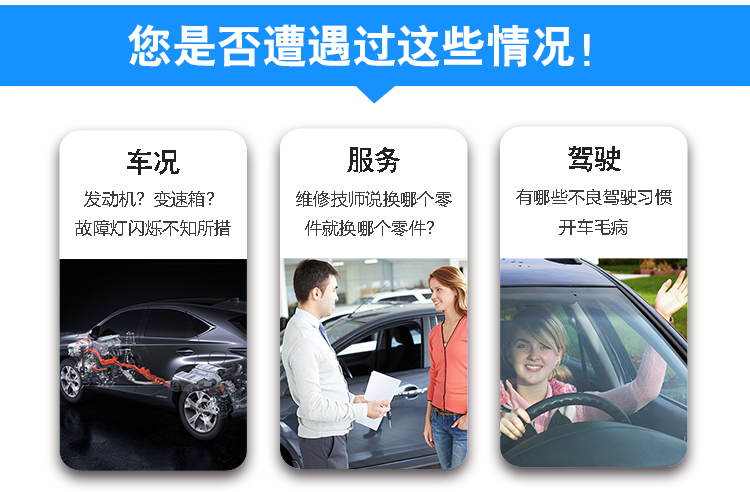 您是否遭遇过这些情况!
车况
发动机？变速箱？
故障灯闪烁不知所措
服务
维修技师说换哪个零
件就换哪个零件？
驾驶
有哪些不良驾驶习惯
开车毛病